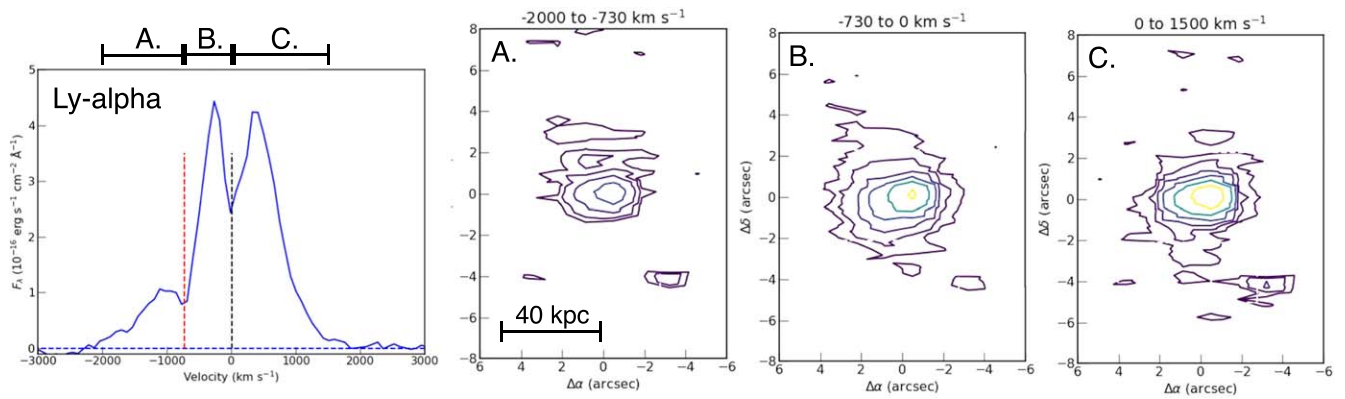 A. B. C.
Ly-alpha
5
4
3
2
1
0
F_λ (10⁻¹⁶ erg s⁻¹ cm⁻² Å⁻¹)
−3000 −2000 −1000 0 1000 2000 3000
Velocity (km s⁻¹)
-2000 to -730 km s⁻¹
A.
8
6
4
2
0
−2
−4
−6
−8
40 kpc
6 4 2 0 −2 −4 −6
Δα (arcsec)
-730 to 0 km s⁻¹
B.
8
6
4
2
0
−2
−4
−6
−8
Δδ (arcsec)
6 4 2 0 −2 −4 −6
Δα (arcsec)
0 to 1500 km s⁻¹
C.
8
6
4
2
0
−2
−4
−6
−8
Δδ (arcsec)
6 4 2 0 −2 −4 −6
Δα (arcsec)